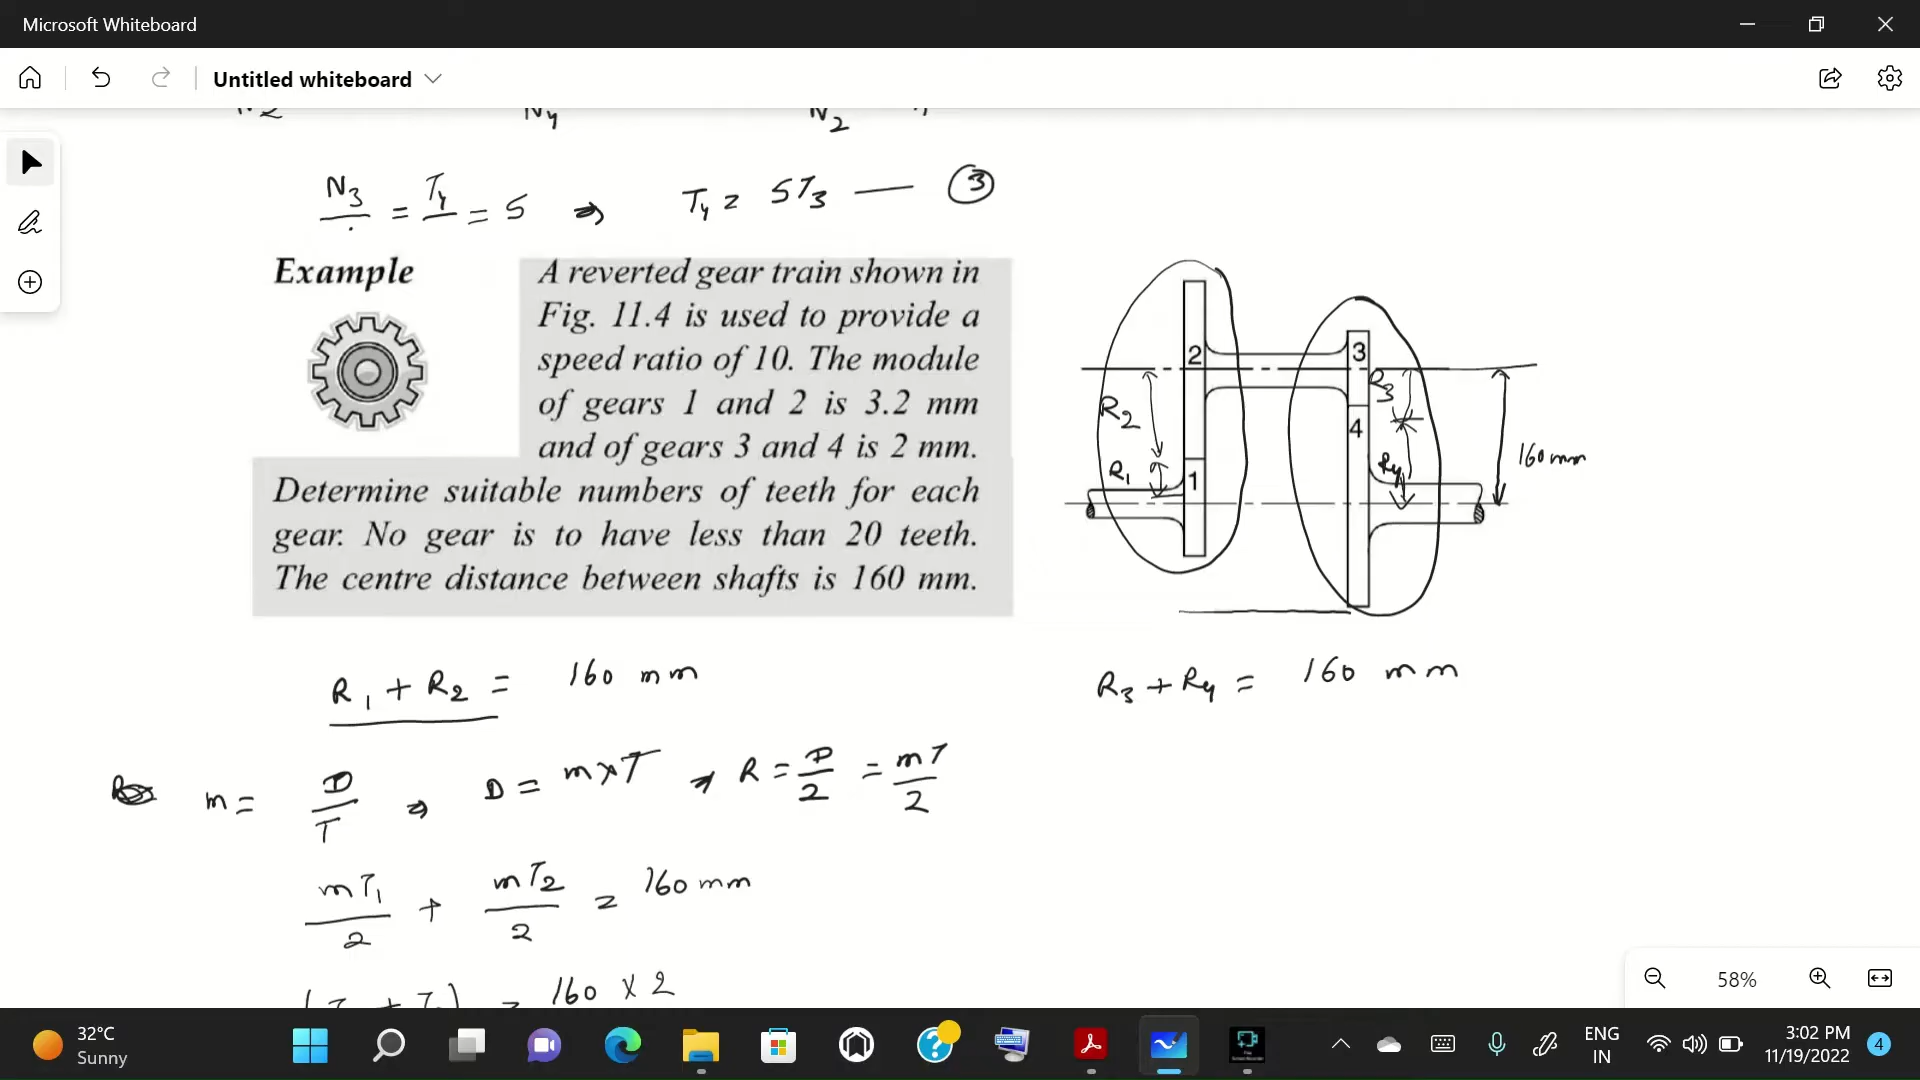 Microsoft Whiteboard
Untitled whiteboard
N2 N4 N2
N3 = T4 = 5 ⇒ T4 = 5T3 — ③
Example
A reverted gear train shown in
Fig. 11.4 is used to provide a
speed ratio of 10. The module
of gears 1 and 2 is 3.2 mm
and of gears 3 and 4 is 2 mm.
Determine suitable numbers of teeth for each
gear. No gear is to have less than 20 teeth.
The centre distance between shafts is 160 mm.
2 3
R3
R2
4
R1 1 R4
160 mm
R1 + R2 = 160 mm
R3 + R4 = 160 mm
m = D/T ⇒ D = m×T ⇒ R = D/2 = mT/2
mT1/2 + mT2/2 = 160 mm
= 160 × 2
58%
32°C
Sunny
ENG
IN
3:02 PM
11/19/2022
4